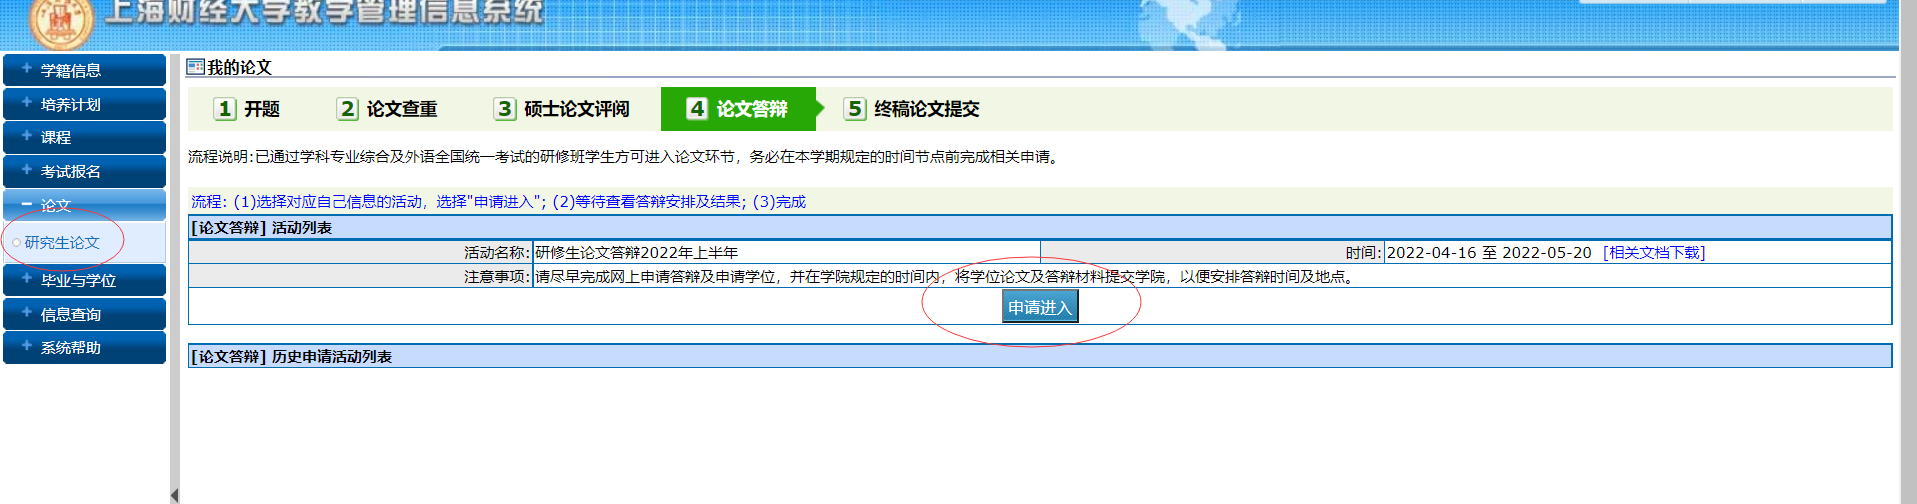 上海财经大学教学管理信息系统
学籍信息
培养计划
课程
考试报名
论文
研究生论文
毕业与学位
信息查询
系统帮助
我的论文
1 开题 2 论文查重 3 硕士论文评阅 4 论文答辩 5 终稿论文提交
流程说明:已通过学科专业综合及外语全国统一考试的研修班学生方可进入论文环节，务必在本学期规定的时间节点前完成相关申请。
流程：(1)选择对应自己信息的活动，选择"申请进入"；(2)等待查看答辩安排及结果；(3)完成
[论文答辩] 活动列表
活动名称: 研修生论文答辩2022年上半年 时间: 2022-04-16 至 2022-05-20 [相关文档下载]
注意事项: 请尽早完成网上申请答辩及申请学位，并在学院规定的时间内，将学位论文及答辩材料提交学院，以便安排答辩时间及地点。
申请进入
[论文答辩] 历史申请活动列表